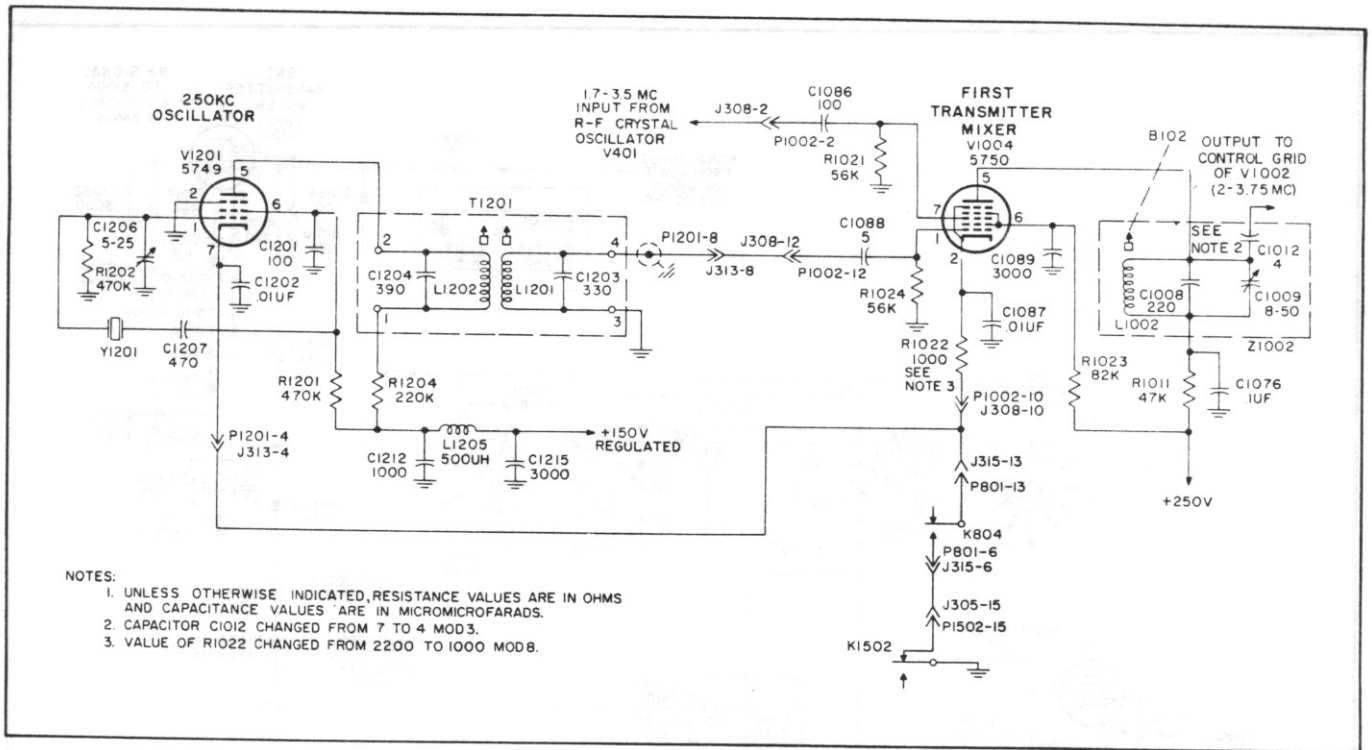 250KC
OSCILLATOR
V1201
5749
5
2
6
1
7
C1206
5-25
R1202
470K
C1202
.01UF
C1201
100
Y1201
C1207
470
R1201
470K
R1204
220K
P1201-4
J313-4
C1212
1000
L1205
500UH
C1215
3000
+150V
REGULATED
T1201
2
C1204
390
L1202
L1201
C1203
330
4
1
3
P1201-8
J313-8
J308-12
P1002-12
C1088
5
R1024
56K
1.7-3.5 MC
INPUT FROM
R-F CRYSTAL
OSCILLATOR
V401
J308-2
P1002-2
C1086
100
R1021
56K
FIRST
TRANSMITTER
MIXER
V1004
5750
5
7
6
1
2
C1089
3000
C1087
.01UF
R1022
1000
SEE
NOTE 3
P1002-10
J308-10
R1023
82K
B102
OUTPUT TO
CONTROL GRID
OF V1002
(2-3.75 MC)
SEE
NOTE 2
C1012
4
C1008
220
C1009
8-50
L1002
Z1002
R1011
47K
C1076
.1UF
+250V
J315-13
P801-13
K804
P801-6
J315-6
J305-15
P1502-15
K1502
NOTES:
1. UNLESS OTHERWISE INDICATED, RESISTANCE VALUES ARE IN OHMS
AND CAPACITANCE VALUES ARE IN MICROMICROFARADS.
2. CAPACITOR C1012 CHANGED FROM 7 TO 4 MOD3.
3. VALUE OF R1022 CHANGED FROM 2200 TO 1000 MOD8.